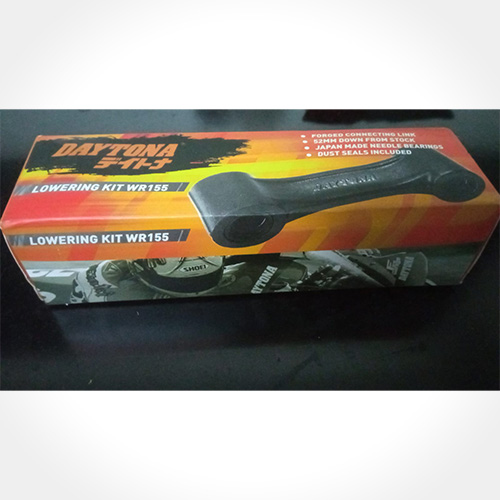 DAYTONA
デイトナ
LOWERING KIT WR155
• FORGED CONNECTING LINK
• 52MM DOWN FROM STOCK
• JAPAN MADE NEEDLE BEARINGS
• DUST SEALS INCLUDED
DAYTONA
LOWERING KIT WR155
SHOEI
DAYTONA